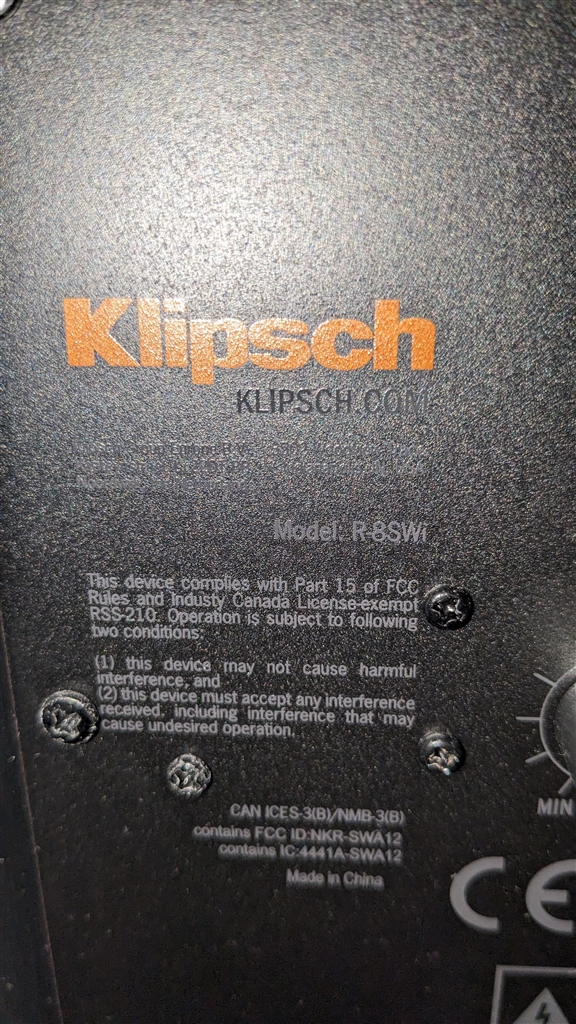 Klipsch
KLIPSCH.COM
Model: R-8SWi
This device complies with Part 15 of FCC
Rules and Industy Canada License-exempt
RSS-210. Operation is subject to following
two conditions:
(1) this device may not cause harmful
interference, and
(2) this device must accept any interference
received, including interference that may
cause undesired operation.
MIN
CAN ICES-3(B)/NMB-3(B)
contains FCC ID:NKR-SWA12
contains IC:4441A-SWA12
Made in China
CE